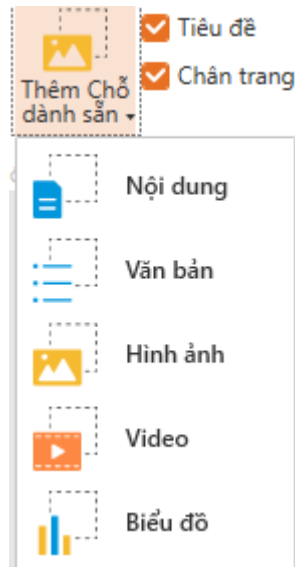 Tiêu đề
Chân trang
Thêm Chỗ
dành sẵn
Nội dung
Văn bản
Hình ảnh
Video
Biểu đồ